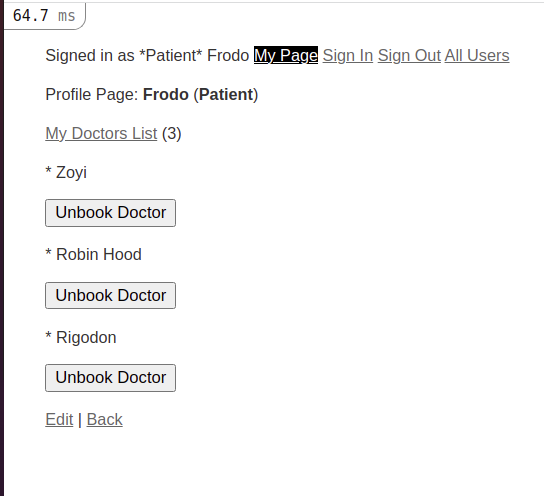 64.7 ms
Signed in as *Patient* Frodo My Page Sign In Sign Out All Users
Profile Page: Frodo (Patient)
My Doctors List (3)
* Zoyi
Unbook Doctor
* Robin Hood
Unbook Doctor
* Rigodon
Unbook Doctor
Edit | Back